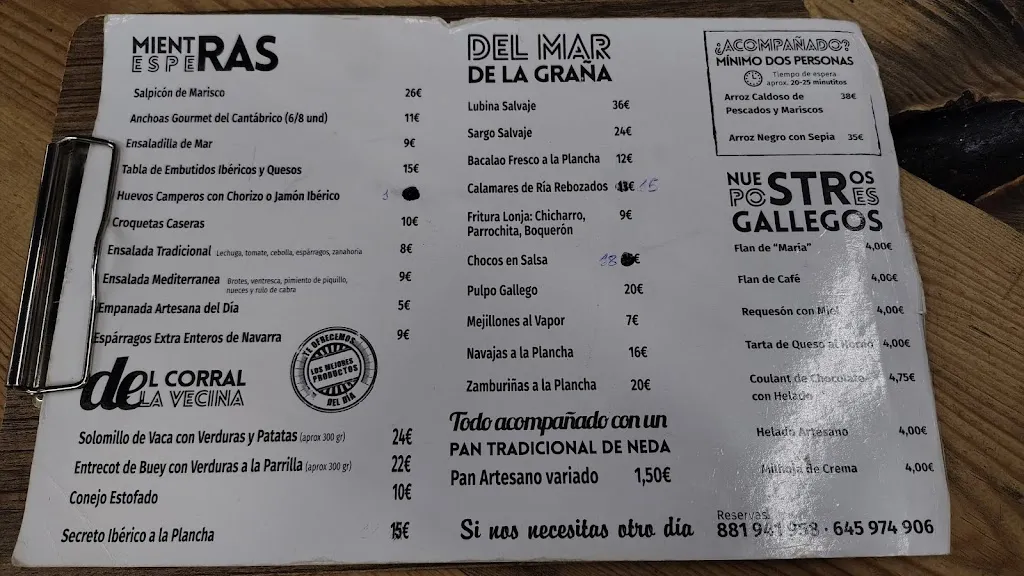 MIENTRAS
ESPERAS
Salpicón de Marisco 26€
Anchoas Gourmet del Cantábrico (6/8 und) 11€
Ensaladilla de Mar 9€
Tabla de Embutidos Ibéricos y Quesos 15€
Huevos Camperos con Chorizo o Jamón Ibérico
Croquetas Caseras 10€
Ensalada Tradicional Lechuga, tomate, cebolla, espárragos, zanahoria 8€
Ensalada Mediterranea Brotes, ventresca, pimiento de piquillo, 9€
nueces y rulo de cabra
Empanada Artesana del Día 5€
Espárragos Extra Enteros de Navarra 9€
TE OFRECEMOS
LOS MEJORES
PRODUCTOS
DEL DÍA
deL CORRAL
de LA VECINA
Solomillo de Vaca con Verduras y Patatas (aprox 300 gr) 24€
Entrecot de Buey con Verduras a la Parrilla (aprox 300 gr) 22€
Conejo Estofado 10€
Secreto Ibérico a la Plancha 15€
DEL MAR
DE LA GRAÑA
Lubina Salvaje 36€
Sargo Salvaje 24€
Bacalao Fresco a la Plancha 12€
Calamares de Ría Rebozados
Fritura Lonja: Chicharro, 9€
Parrochita, Boquerón
Chocos en Salsa €
Pulpo Gallego 20€
Mejillones al Vapor 7€
Navajas a la Plancha 16€
Zamburiñas a la Plancha 20€
Todo acompañado con un
PAN TRADICIONAL DE NEDA
Pan Artesano variado 1,50€
Si nos necesitas otro día
¿ACOMPAÑADO?
MÍNIMO DOS PERSONAS
Tiempo de espera
aprox. 20-25 minutitos
Arroz Caldoso de 38€
Pescados y Mariscos
Arroz Negro con Sepia 35€
NUESTROS
POSTRES
GALLEGOS
Flan de "Maria" 4,00€
Flan de Café 4,00€
Requesón con Miel 4,00€
Tarta de Queso al Horno 4,00€
Coulant de Chocolate 4,75€
con Helado
Helado Artesano 4,00€
Milhoja de Crema 4,00€
Reservas:
881 941 958 · 645 974 906